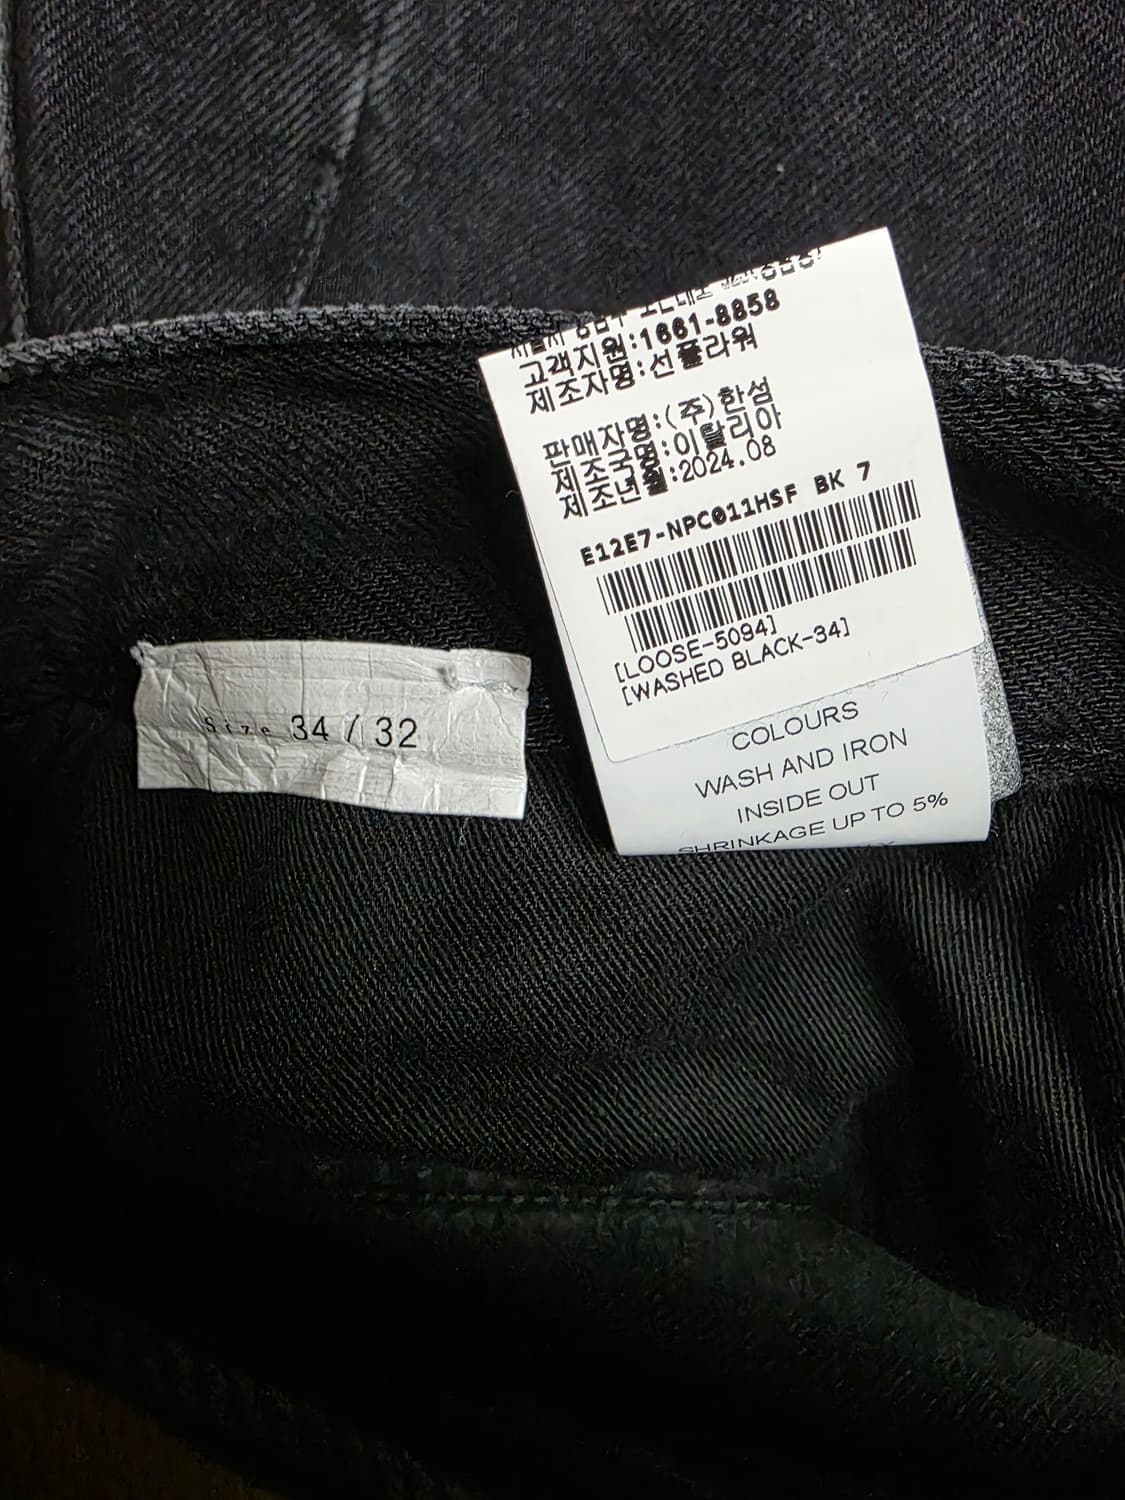 고객지원:1661-8858
제조자명:선플라워
판매자명:(주)한섬
제조국명:이탈리아
제조년월:2024.08
E12E7-NPC011HSF BK 7
[LOOSE-5094]
[WASHED BLACK-34]
COLOURS
WASH AND IRON
INSIDE OUT
SHRINKAGE UP TO 5%
Size 34 / 32